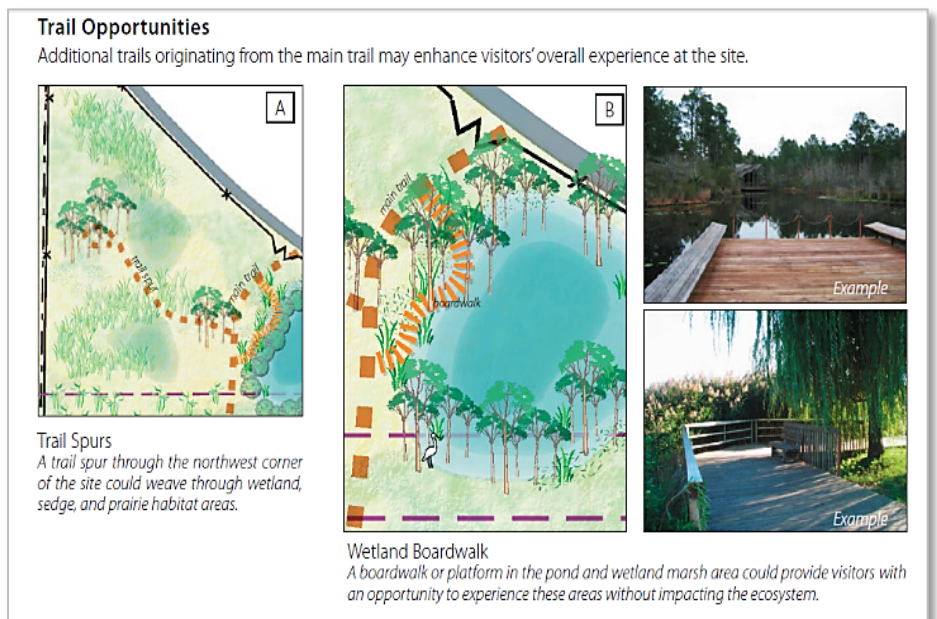 Trail Opportunities
Additional trails originating from the main trail may enhance visitors' overall experience at the site.
A
trail spur
main trail
Trail Spurs
A trail spur through the northwest corner
of the site could weave through wetland,
sedge, and prairie habitat areas.
B
main trail
boardwalk
Example
Example
Wetland Boardwalk
A boardwalk or platform in the pond and wetland marsh area could provide visitors with
an opportunity to experience these areas without impacting the ecosystem.